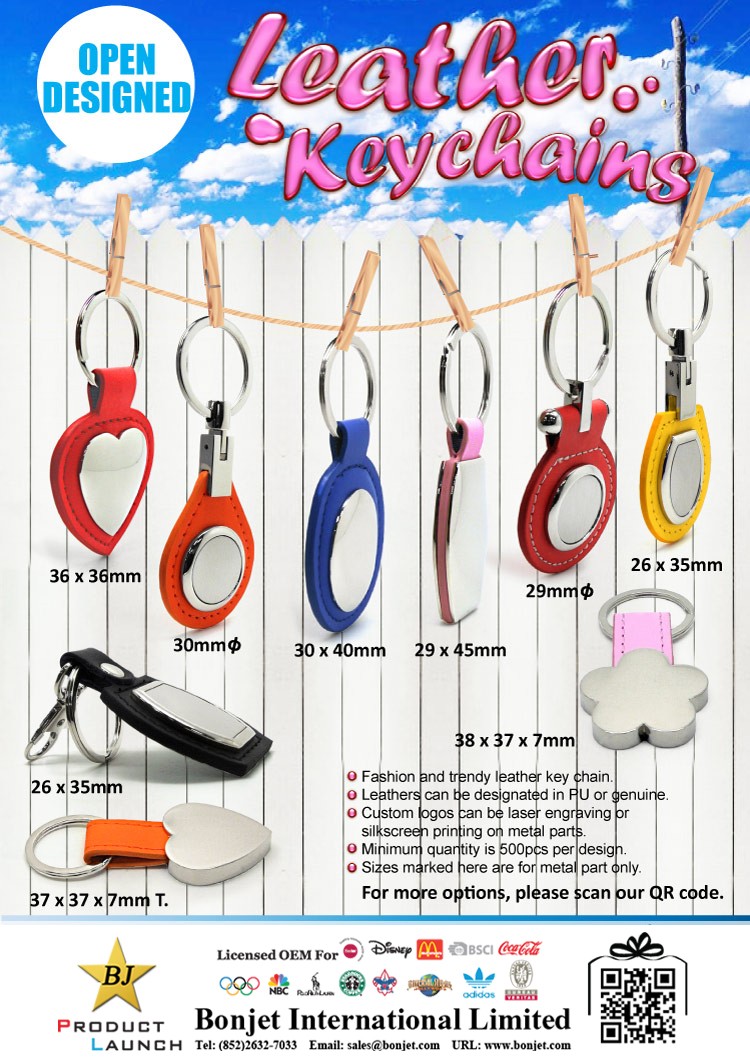 OPEN
DESIGNED
Leather
Keychains
36 x 36mm
30mmϕ
30 x 40mm
29 x 45mm
29mmϕ
26 x 35mm
26 x 35mm
38 x 37 x 7mm
37 x 37 x 7mm T.
Fashion and trendy leather key chain.
Leathers can be designated in PU or genuine.
Custom logos can be laser engraving or
silkscreen printing on metal parts.
Minimum quantity is 500pcs per design.
Sizes marked here are for metal part only.
For more options, please scan our QR code.
BJ
PRODUCT
LAUNCH
Licensed OEM For
Disney
BSCI
Coca-Cola
NBC
adidas
BUREAU
VERITAS
Bonjet International Limited
Tel: (852)2632-7033 Email: sales@bonjet.com URL: www.bonjet.com